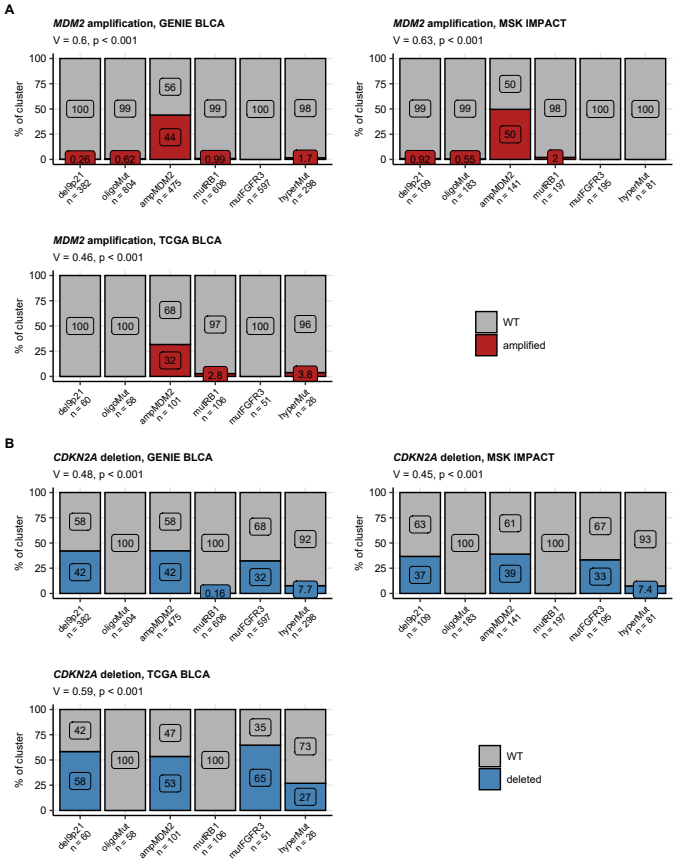 A
MDM2 amplification, GENIE BLCA
V = 0.6, p < 0.001
% of cluster
100
75
50
25
0
100
0.26
99
0.62
56
44
99
0.99
100
98
1.7
del9p21
n = 382
oligoMut
n = 804
ampMDM2
n = 475
mutRB1
n = 608
mutFGFR3
n = 597
hyperMut
n = 298
MDM2 amplification, MSK IMPACT
V = 0.63, p < 0.001
% of cluster
100
75
50
25
0
99
0.92
99
0.55
50
50
98
2
100
100
del9p21
n = 109
oligoMut
n = 183
ampMDM2
n = 141
mutRB1
n = 197
mutFGFR3
n = 195
hyperMut
n = 81
MDM2 amplification, TCGA BLCA
V = 0.46, p < 0.001
% of cluster
100
75
50
25
0
100
100
68
32
97
2.8
100
96
3.8
del9p21
n = 60
oligoMut
n = 58
ampMDM2
n = 101
mutRB1
n = 106
mutFGFR3
n = 51
hyperMut
n = 26
WT
amplified
B
CDKN2A deletion, GENIE BLCA
V = 0.48, p < 0.001
% of cluster
100
75
50
25
0
58
42
100
58
42
100
0.16
68
32
92
7.7
del9p21
n = 382
oligoMut
n = 804
ampMDM2
n = 475
mutRB1
n = 608
mutFGFR3
n = 597
hyperMut
n = 298
CDKN2A deletion, MSK IMPACT
V = 0.45, p < 0.001
% of cluster
100
75
50
25
0
63
37
100
61
39
100
67
33
93
7.4
del9p21
n = 109
oligoMut
n = 183
ampMDM2
n = 141
mutRB1
n = 197
mutFGFR3
n = 195
hyperMut
n = 81
CDKN2A deletion, TCGA BLCA
V = 0.59, p < 0.001
% of cluster
100
75
50
25
0
42
58
100
47
53
100
35
65
73
27
del9p21
n = 60
oligoMut
n = 58
ampMDM2
n = 101
mutRB1
n = 106
mutFGFR3
n = 51
hyperMut
n = 26
WT
deleted